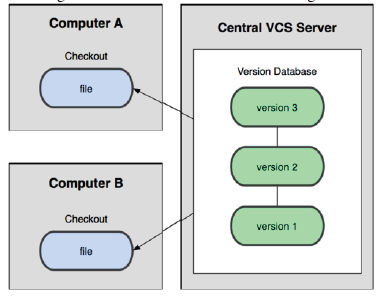 Computer A
Checkout
file
Computer B
Checkout
file
Central VCS Server
Version Database
version 3
version 2
version 1